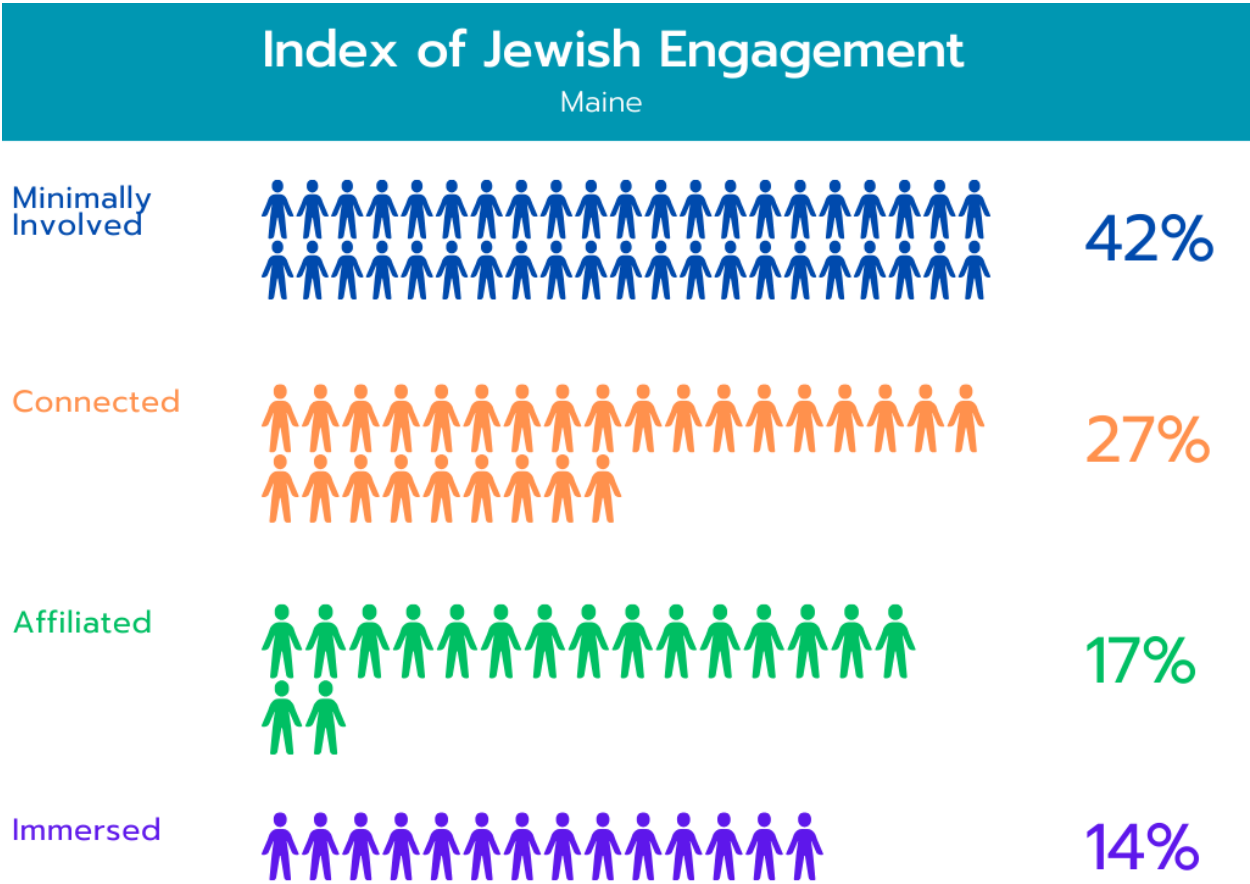 Index of Jewish Engagement
Maine
Minimally
Involved
42%
Connected
27%
Affiliated
17%
Immersed
14%